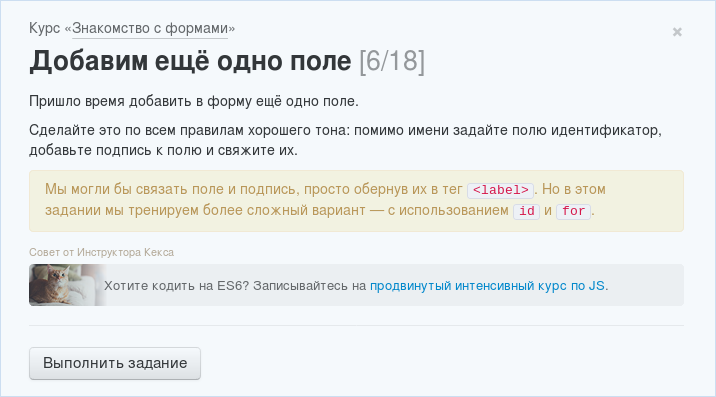 Курс «Знакомство с формами»
×
Добавим ещё одно поле [6/18]
Пришло время добавить в форму ещё одно поле.
Сделайте это по всем правилам хорошего тона: помимо имени задайте полю идентификатор,
добавьте подпись к полю и свяжите их.
Мы могли бы связать поле и подпись, просто обернув их в тег <label>. Но в этом
задании мы тренируем более сложный вариант — с использованием id и for.
Совет от Инструктора Кекса
Хотите кодить на ES6? Записывайтесь на продвинутый интенсивный курс по JS.
Выполнить задание